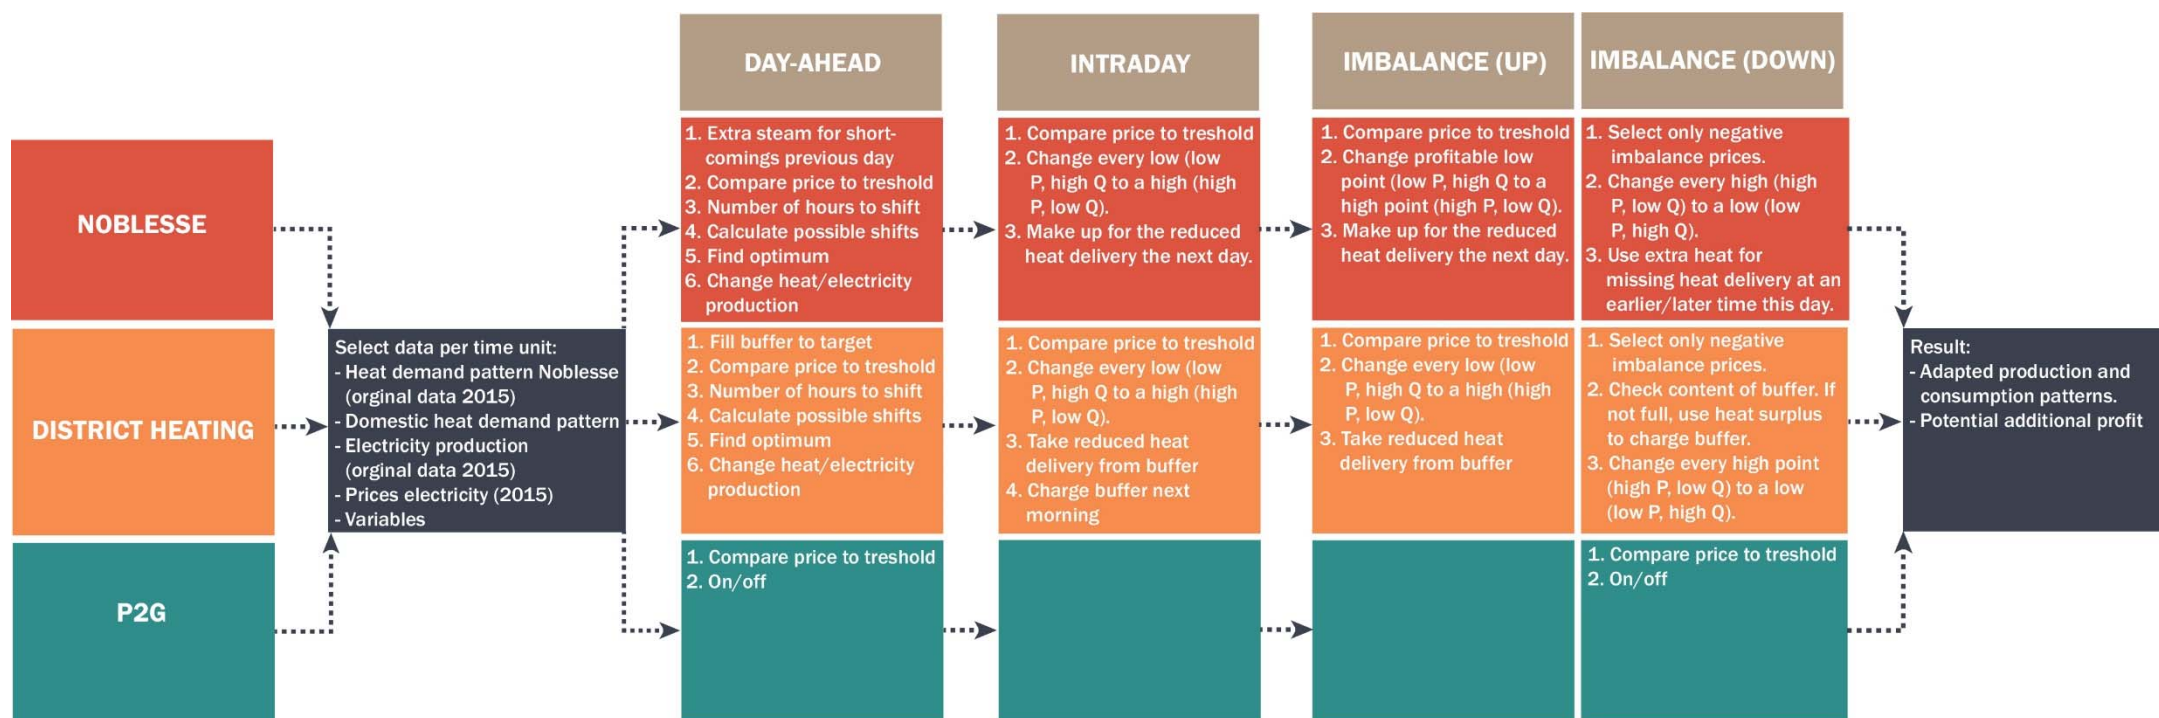 DAY-AHEAD
INTRADAY
IMBALANCE (UP)
IMBALANCE (DOWN)
NOBLESSE
1. Extra steam for short-
comings previous day
2. Compare price to treshold
3. Number of hours to shift
4. Calculate possible shifts
5. Find optimum
6. Change heat/electricity
production
1. Compare price to treshold
2. Change every low (low
P, high Q to a high (high
P, low Q).
3. Make up for the reduced
heat delivery the next day.
1. Compare price to treshold
2. Change profitable low
point (low P, high Q to a
high point (high P, low Q).
3. Make up for the reduced
heat delivery the next day.
1. Select only negative
imbalance prices.
2. Change every high (high
P, low Q) to a low (low
P, high Q).
3. Use extra heat for
missing heat delivery at an
earlier/later time this day.
DISTRICT HEATING
Select data per time unit:
- Heat demand pattern Noblesse
(orginal data 2015)
- Domestic heat demand pattern
- Electricity production
(orginal data 2015)
- Prices electricity (2015)
- Variables
1. Fill buffer to target
2. Compare price to treshold
3. Number of hours to shift
4. Calculate possible shifts
5. Find optimum
6. Change heat/electricity
production
1. Compare price to treshold
2. Change every low (low
P, high Q to a high (high
P, low Q).
3. Take reduced heat
delivery from buffer
4. Charge buffer next
morning
1. Compare price to treshold
2. Change every low (low
P, high Q to a high (high
P, low Q).
3. Take reduced heat
delivery from buffer
1. Select only negative
imbalance prices.
2. Check content of buffer. If
not full, use heat surplus
to charge buffer.
3. Change every high point
(high P, low Q) to a low
(low P, high Q).
Result:
- Adapted production and
consumption patterns.
- Potential additional profit
P2G
1. Compare price to treshold
2. On/off
1. Compare price to treshold
2. On/off